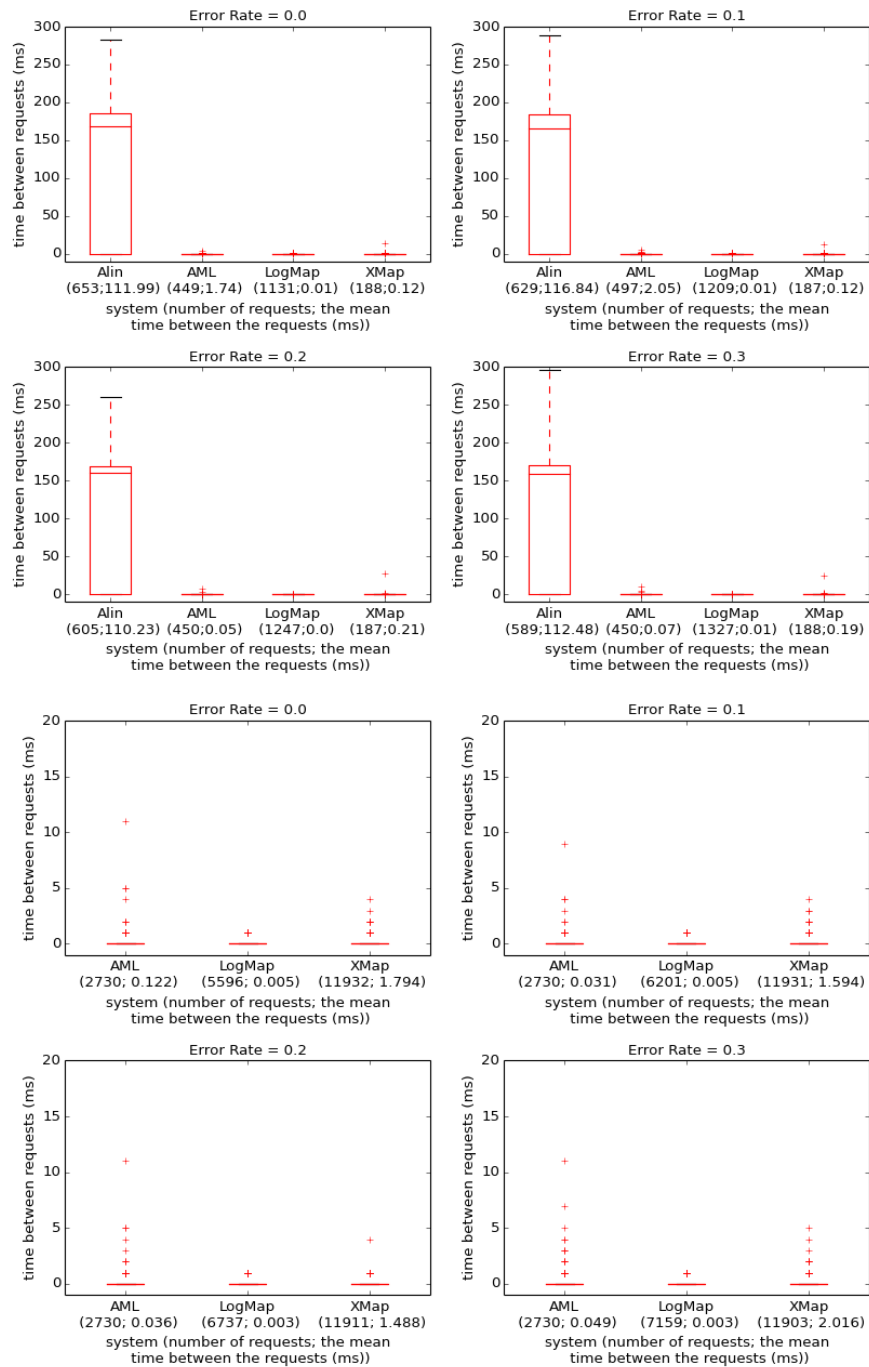 Error Rate = 0.0
time between requests (ms)
300
250
200
150
100
50
0
Alin AML LogMap XMap
(653;111.99) (449;1.74) (1131;0.01) (188;0.12)
system (number of requests; the mean
time between the requests (ms))
Error Rate = 0.1
time between requests (ms)
300
250
200
150
100
50
0
Alin AML LogMap XMap
(629;116.84) (497;2.05) (1209;0.01) (187;0.12)
system (number of requests; the mean
time between the requests (ms))
Error Rate = 0.2
time between requests (ms)
300
250
200
150
100
50
0
Alin AML LogMap XMap
(605;110.23) (450;0.05) (1247;0.0) (187;0.21)
system (number of requests; the mean
time between the requests (ms))
Error Rate = 0.3
time between requests (ms)
300
250
200
150
100
50
0
Alin AML LogMap XMap
(589;112.48) (450;0.07) (1327;0.01) (188;0.19)
system (number of requests; the mean
time between the requests (ms))
Error Rate = 0.0
time between requests (ms)
20
15
10
5
0
AML LogMap XMap
(2730; 0.122) (5596; 0.005) (11932; 1.794)
system (number of requests; the mean
time between the requests (ms))
Error Rate = 0.1
time between requests (ms)
20
15
10
5
0
AML LogMap XMap
(2730; 0.031) (6201; 0.005) (11931; 1.594)
system (number of requests; the mean
time between the requests (ms))
Error Rate = 0.2
time between requests (ms)
20
15
10
5
0
AML LogMap XMap
(2730; 0.036) (6737; 0.003) (11911; 1.488)
system (number of requests; the mean
time between the requests (ms))
Error Rate = 0.3
time between requests (ms)
20
15
10
5
0
AML LogMap XMap
(2730; 0.049) (7159; 0.003) (11903; 2.016)
system (number of requests; the mean
time between the requests (ms))